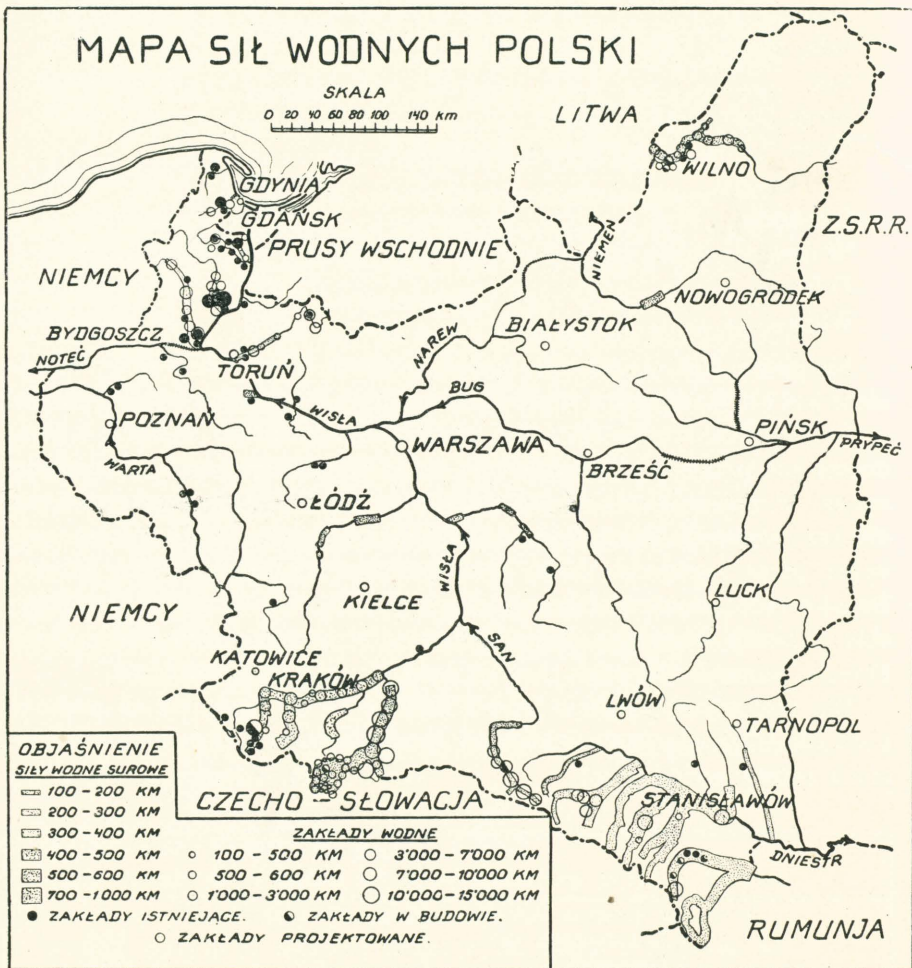 MAPA SIŁ WODNYCH POLSKI
SKALA
0 20 40 60 80 100 140 km
LITWA
WILNO
GDYNIA
GDAŃSK
Z.S.R.R.
PRUSY WSCHODNIE
NIEMCY
NIEMEN
NOWOGRÓDEK
BYDGOSZCZ
BIAŁYSTOK
NOTEĆ
NAREW
TORUŃ
BUG
POZNAŃ
WISŁA
WARSZAWA
PIŃSK
PRYPEĆ
WARTA
BRZEŚĆ
ŁÓDŹ
WISŁA
KIELCE
ŁUCK
NIEMCY
SAN
KATOWICE
KRAKÓW
LWÓW
TARNOPOL
CZECHO-SŁOWACJA
STANISŁAWÓW
DNIESTR
RUMUNJA
OBJAŚNIENIE
SIŁY WODNE SUROWE
100 - 200 KM
200 - 300 KM
300 - 400 KM
400 - 500 KM
500 - 600 KM
700 - 1000 KM
ZAKŁADY WODNE
100 - 500 KM
500 - 600 KM
1'000 - 3'000 KM
3'000 - 7'000 KM
7'000 - 10'000 KM
10'000 - 15'000 KM
ZAKŁADY ISTNIEJĄCE.
ZAKŁADY W BUDOWIE.
ZAKŁADY PROJEKTOWANE.